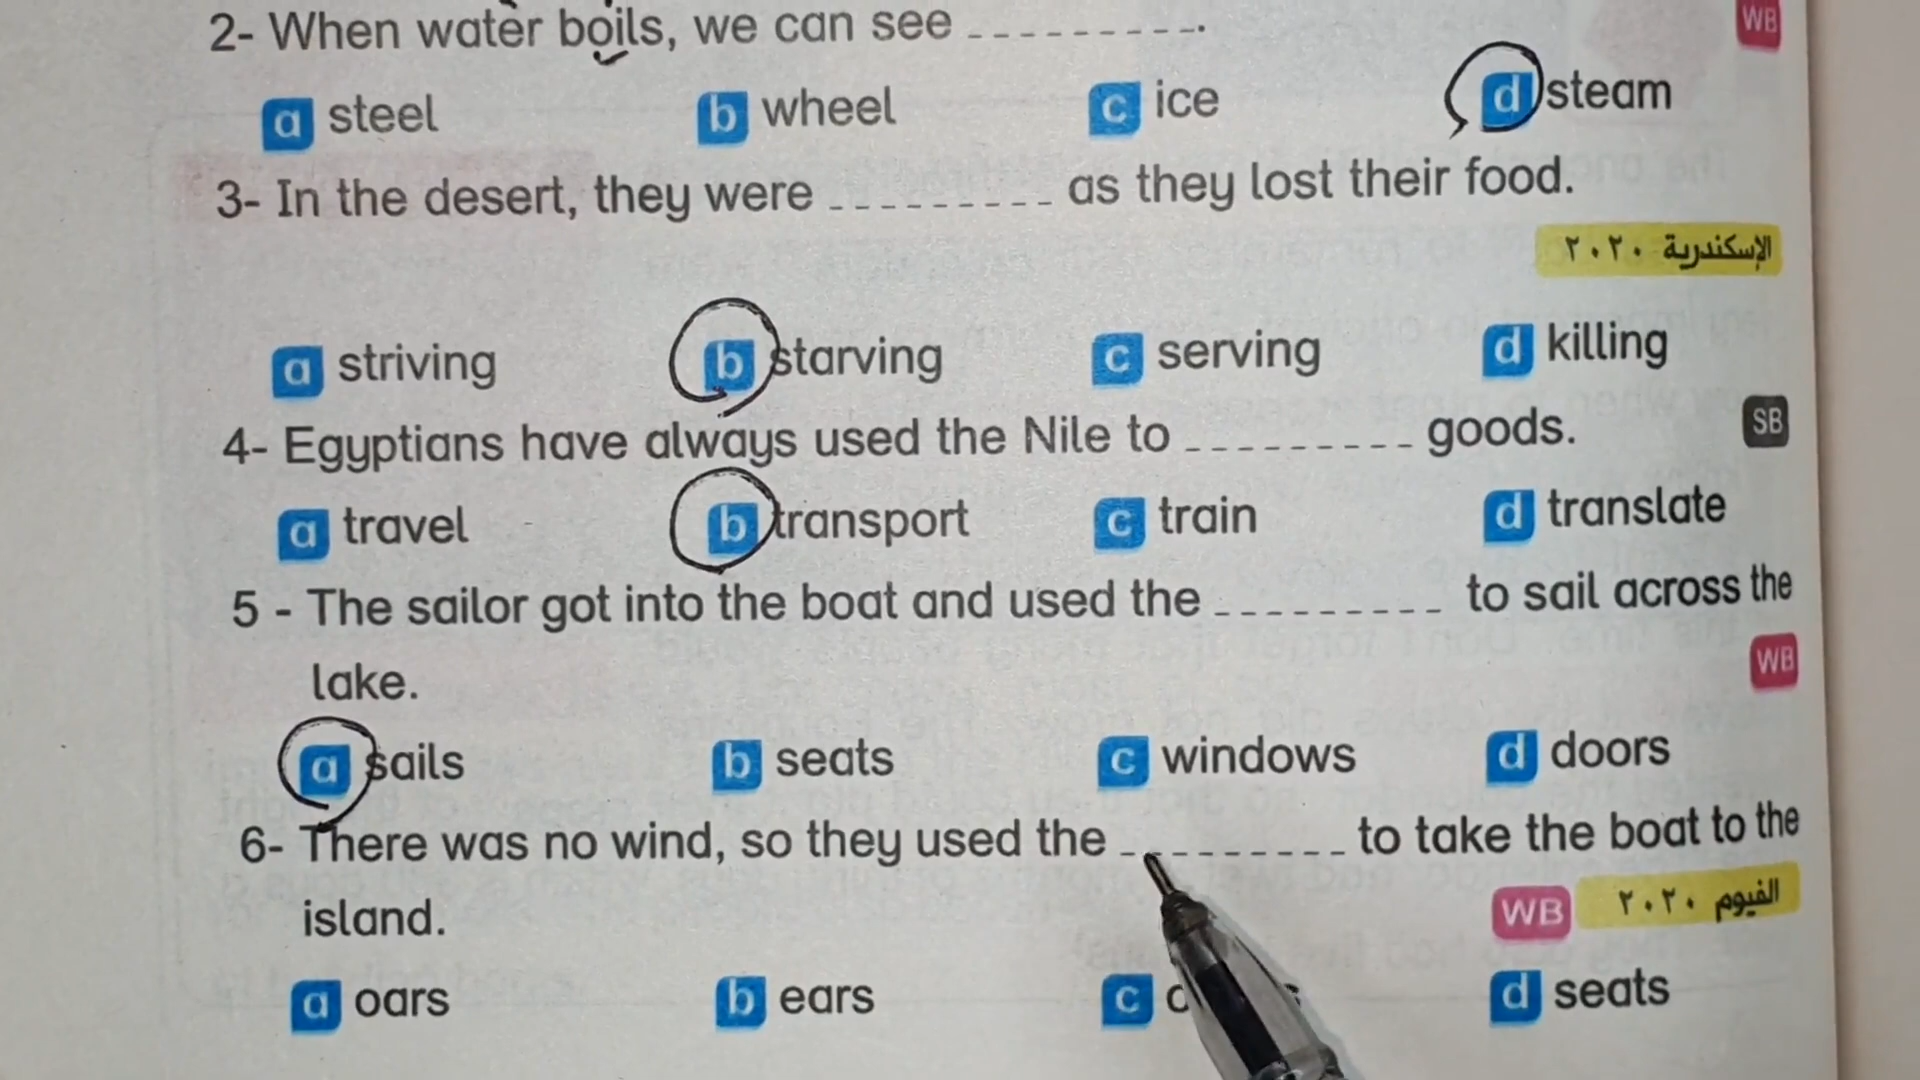 2- When water boils, we can see _ _ _ _ _ _ _ _ _. WB
a steel b wheel c ice d steam
3- In the desert, they were _ _ _ _ _ _ _ _ _ as they lost their food.
الإسكندرية ٢٠٢٠
a striving b starving c serving d killing
4- Egyptians have always used the Nile to _ _ _ _ _ _ _ _ _ goods. SB
a travel b transport c train d translate
5 - The sailor got into the boat and used the _ _ _ _ _ _ _ _ _ to sail across the
lake. WB
a sails b seats c windows d doors
6- There was no wind, so they used the _ _ _ _ _ _ _ _ _ to take the boat to the
island. WB الفيوم ٢٠٢٠
a oars b ears c d seats